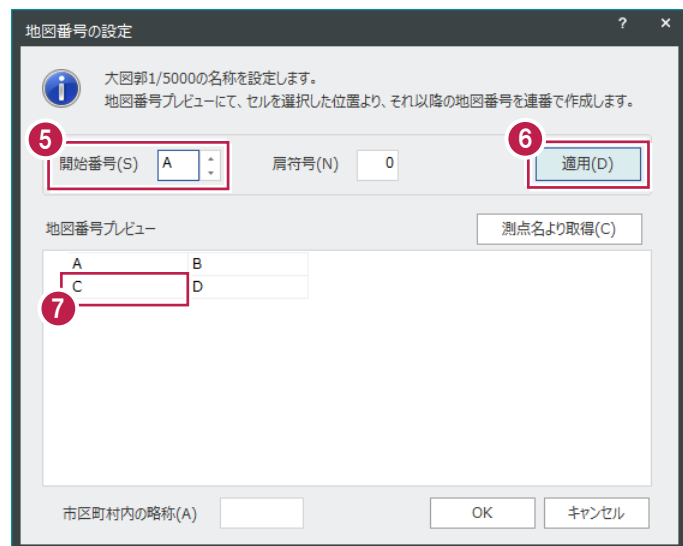 地図番号の設定 ? ×
大図郭1/5000の名称を設定します。
地図番号プレビューにて、セルを選択した位置より、それ以降の地図番号を連番で作成します。
5 6
開始番号(S) A 肩符号(N) 0 適用(D)
地図番号プレビュー 測点名より取得(C)
A B
C D
7
市区町村内の略称(A) OK キャンセル